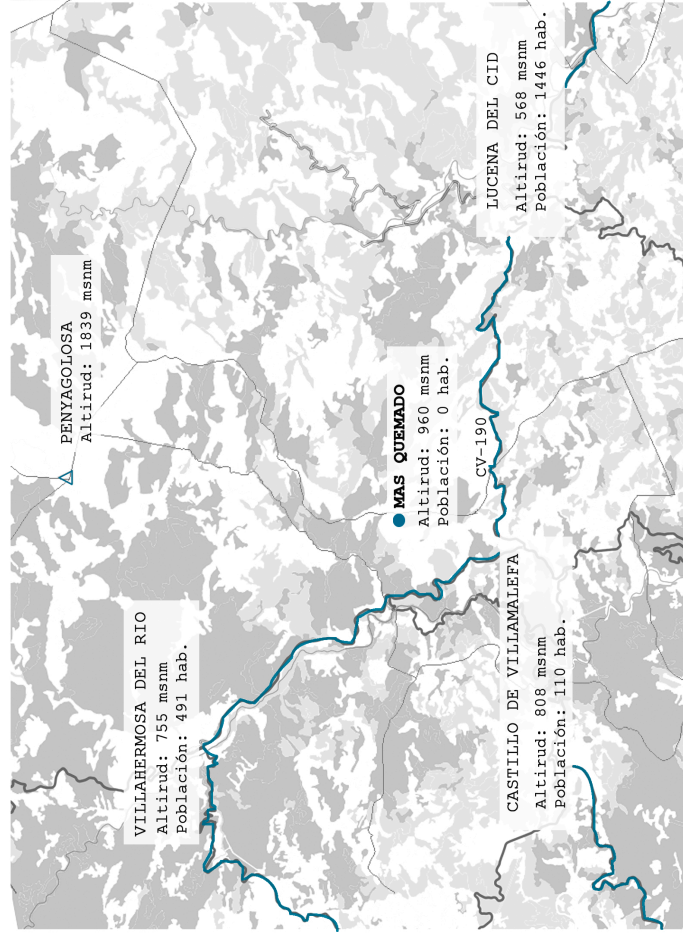 PENYAGOLOSA
Altirud: 1839 msnm
VILLAHERMOSA DEL RIO
Altirud: 755 msnm
Población: 491 hab.
MAS QUEMADO
Altirud: 960 msnm
Población: 0 hab.
CV-190
LUCENA DEL CID
Altirud: 568 msnm
Población: 1446 hab.
CASTILLO DE VILLAMALEFA
Altirud: 808 msnm
Población: 110 hab.